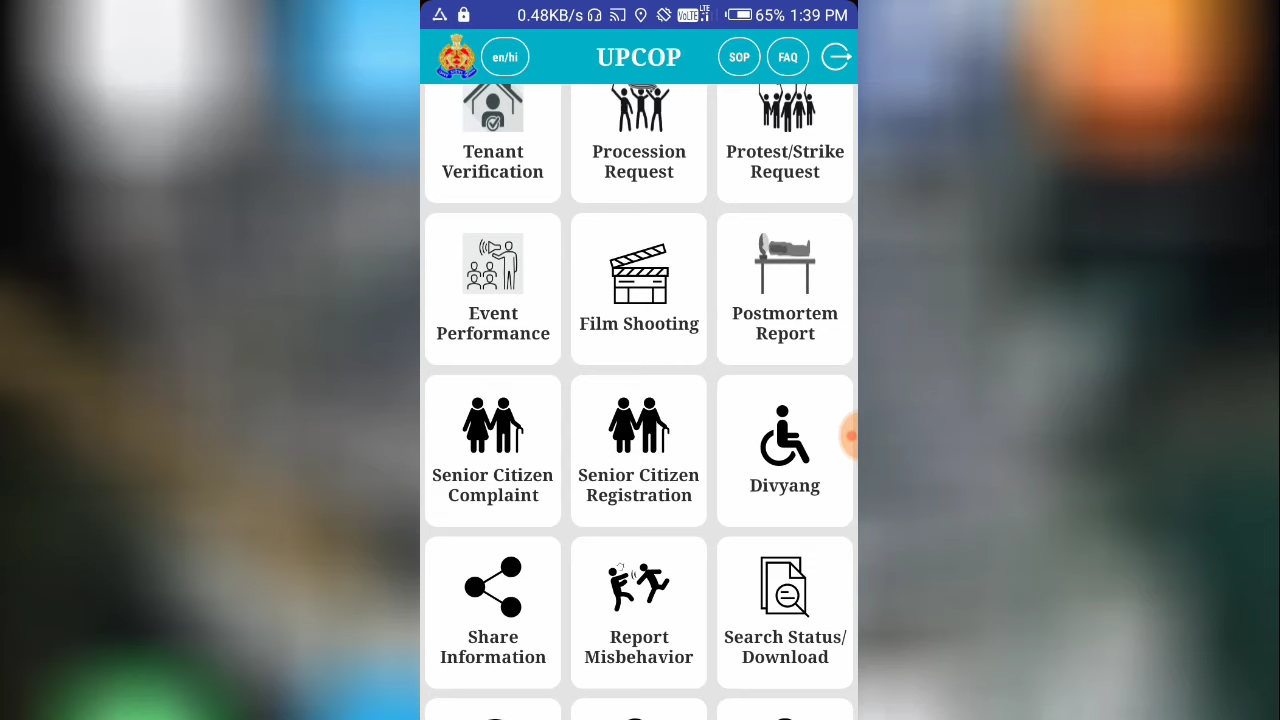 0.48KB/s VoLTE LTE 65% 1:39 PM
en/hi UPCOP SOP FAQ
Tenant
Verification
Procession
Request
Protest/Strike
Request
Event
Performance
Film Shooting
Postmortem
Report
Senior Citizen
Complaint
Senior Citizen
Registration
Divyang
Share
Information
Report
Misbehavior
Search Status/
Download